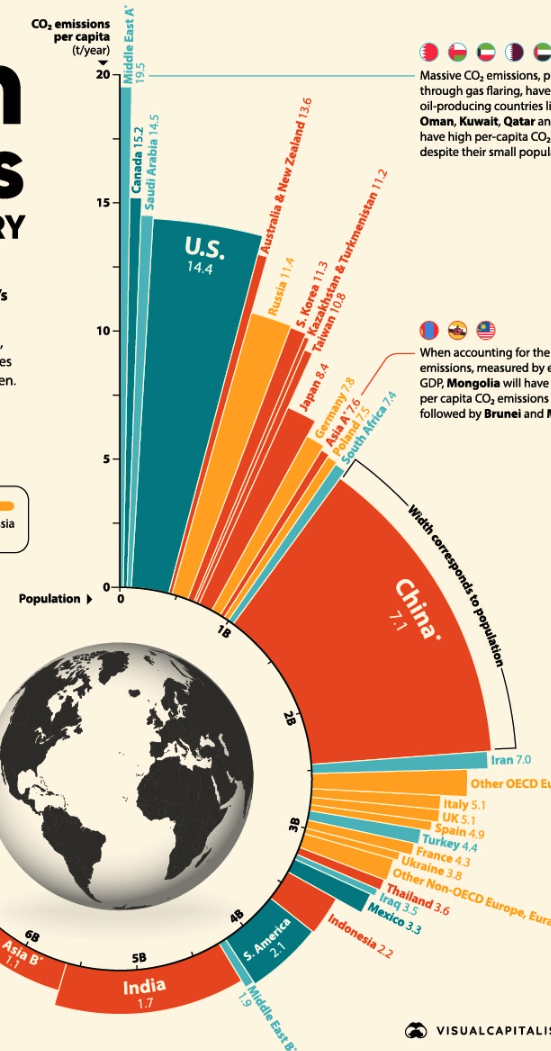 n
s
RY
's
,
es
en.
sia
CO₂ emissions
per capita
(t/year)
20
15
10
5
0
Population
0
1B
2B
3B
4B
5B
6B
Middle East A*
19.5
Canada 15.2
Saudi Arabia 14.5
U.S.
14.4
Australia & New Zealand 13.6
Russia 11.4
S. Korea 11.3
Kazakhstan & Turkmenistan 11.2
Taiwan 10.8
Japan 8.4
Germany 7.8
Asia A* 7.6
Poland 7.5
South Africa 7.4
China*
7.1
Width corresponds to population
Iran 7.0
Other OECD Eu
Italy 5.1
UK 5.1
Spain 4.9
Turkey 4.4
France 4.3
Ukraine 3.8
Other Non-OECD Europe, Eura
Thailand 3.6
Iraq 3.5
Mexico 3.3
Indonesia 2.2
S. America
2.1
Middle East B*
1.9
India
1.7
Asia B*
1.1
Massive CO₂ emissions, p
through gas flaring, have
oil-producing countries li
Oman, Kuwait, Qatar an
have high per-capita CO₂
despite their small popul
When accounting for the
emissions, measured by e
GDP, Mongolia will have
per capita CO₂ emissions
followed by Brunei and M
VISUALCAPITALIS